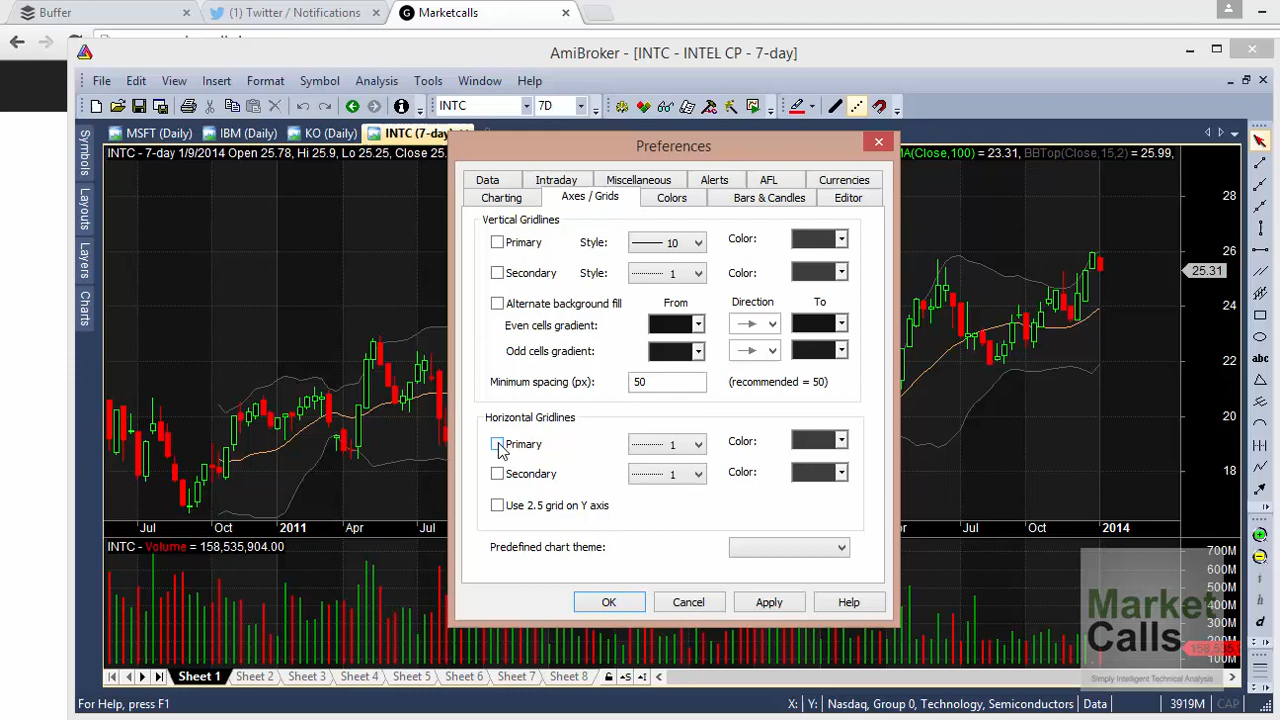 Buffer
(1) Twitter / Notifications
Marketcalls
AmiBroker - [INTC - INTEL CP - 7-day]
File Edit View Insert Format Symbol Analysis Tools Window Help
INTC 7D
MSFT (Daily) IBM (Daily) KO (Daily) INTC (7-day)
INTC - 7-day 1/9/2014 Open 25.78, Hi 25.9, Lo 25.25, Close 25.
MA(Close,100) = 23.31, BBTop(Close,15,2) = 25.99,
Symbols
Layouts
Layers
Charts
Preferences
Data Intraday Miscellaneous Alerts AFL Currencies
Charting Axes / Grids Colors Bars & Candles Editor
Vertical Gridlines
Primary Style: 10 Color:
Secondary Style: 1 Color:
Alternate background fill From Direction To
Even cells gradient:
Odd cells gradient:
Minimum spacing (px): 50 (recommended = 50)
Horizontal Gridlines
Primary 1 Color:
Secondary 1 Color:
Use 2.5 grid on Y axis
Predefined chart theme:
OK Cancel Apply Help
28
26
25.31
24
22
20
18
abc
Jul Oct 2011 Apr Jul Jul Oct 2014
INTC - Volume = 158,535,904.00
700M
600M
500M
400M
300M
200M
100M
Marke
Calls
Simply Intelligent Technical Analysis
Sheet 1 Sheet 2 Sheet 3 Sheet 4 Sheet 5 Sheet 6 Sheet 7 Sheet 8
For Help, press F1 X: Y: Nasdaq, Group 0, Technology, Semiconductors Data 3919M CAP